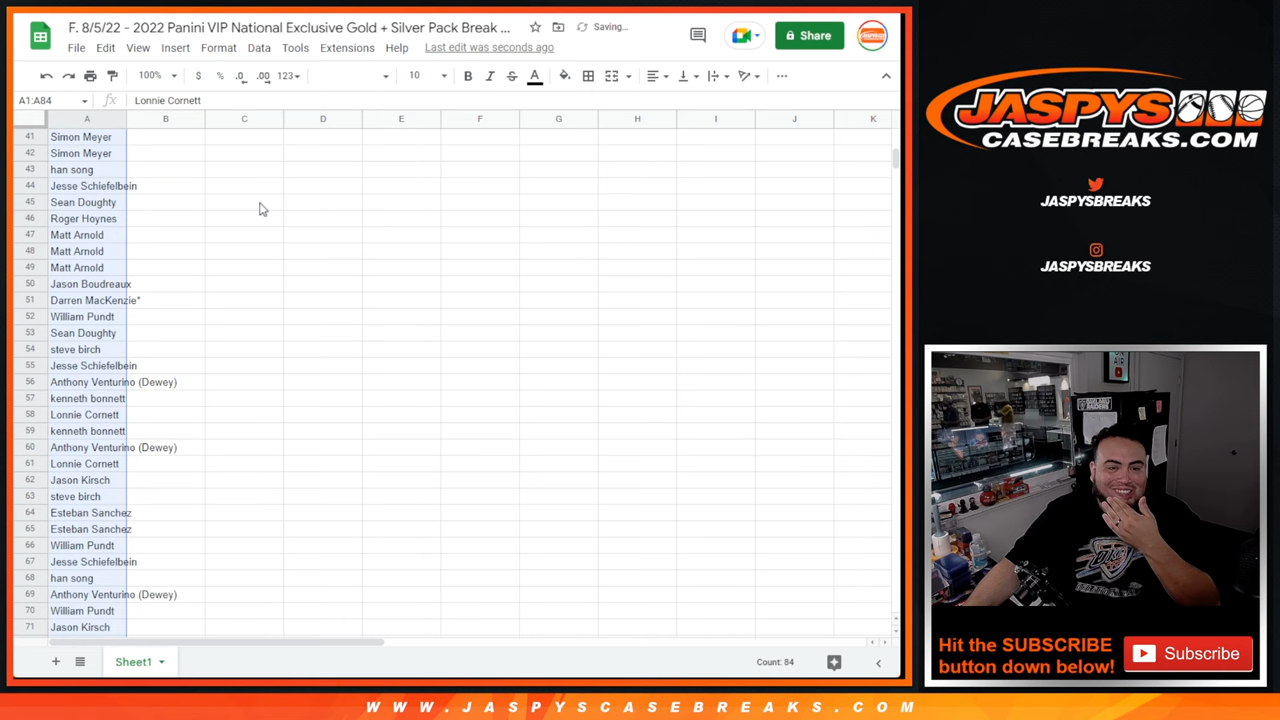 F. 8/5/22 - 2022 Panini VIP National Exclusive Gold + Silver Pack Break ...
Saving...
File Edit View Insert Format Data Tools Extensions Help Last edit was seconds ago
Share
100% $ % .0 .00 123 10 B I S A
A1:A84 fx Lonnie Cornett
A B C D E F G H I J K
41 Simon Meyer
42 Simon Meyer
43 han song
44 Jesse Schiefelbein
45 Sean Doughty
46 Roger Hoynes
47 Matt Arnold
48 Matt Arnold
49 Matt Arnold
50 Jason Boudreaux
51 Darren MacKenzie*
52 William Pundt
53 Sean Doughty
54 steve birch
55 Jesse Schiefelbein
56 Anthony Venturino (Dewey)
57 kenneth bonnett
58 Lonnie Cornett
59 kenneth bonnett
60 Anthony Venturino (Dewey)
61 Lonnie Cornett
62 Jason Kirsch
63 steve birch
64 Esteban Sanchez
65 Esteban Sanchez
66 William Pundt
67 Jesse Schiefelbein
68 han song
69 Anthony Venturino (Dewey)
70 William Pundt
71 Jason Kirsch
Sheet1
Count: 84
JASPYS
CASEBREAKS.COM
JASPYSBREAKS
JASPYSBREAKS
ON AIR
Hit the SUBSCRIBE
button down below!
Subscribe
WWW.JASPYSCASEBREAKS.COM